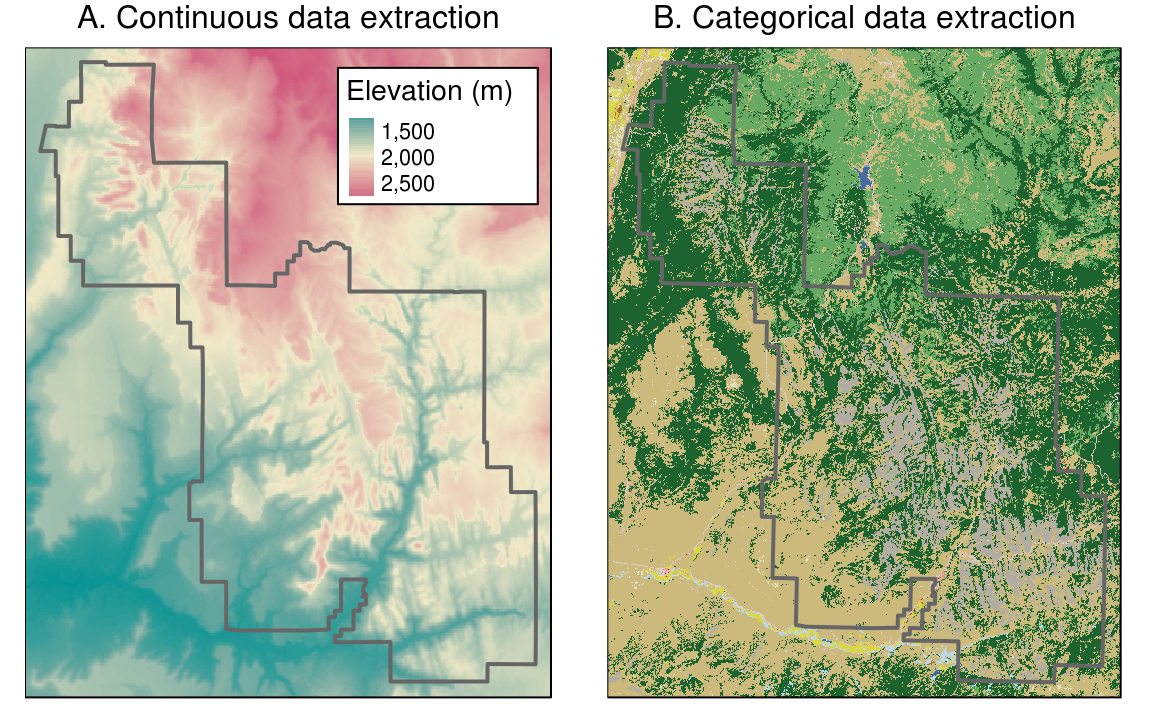 A. Continuous data extraction
B. Categorical data extraction
Elevation (m)
1,500
2,000
2,500